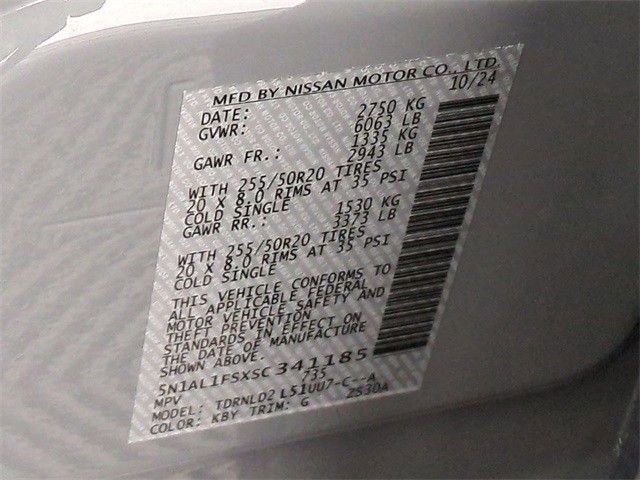 MFD BY NISSAN MOTOR CO., LTD.
DATE: 10/24
GVWR: 2750 KG
6063 LB
GAWR FR.: 1335 KG
2943 LB
WITH 255/50R20 TIRES
20 X 8.0 RIMS AT 35 PSI
COLD SINGLE
GAWR RR.: 1530 KG
3373 LB
WITH 255/50R20 TIRES
20 X 8.0 RIMS AT 35 PSI
COLD SINGLE
THIS VEHICLE CONFORMS TO
ALL APPLICABLE FEDERAL
MOTOR VEHICLE SAFETY AND
THEFT PREVENTION
STANDARDS IN EFFECT ON
THE DATE OF MANUFACTURE
SHOWN ABOVE.
5N1AL1FSXSC341185
MPV 735
MODEL: TDRNLD2 L51UU7-C--A
COLOR: KBY TRIM: G ZS30A